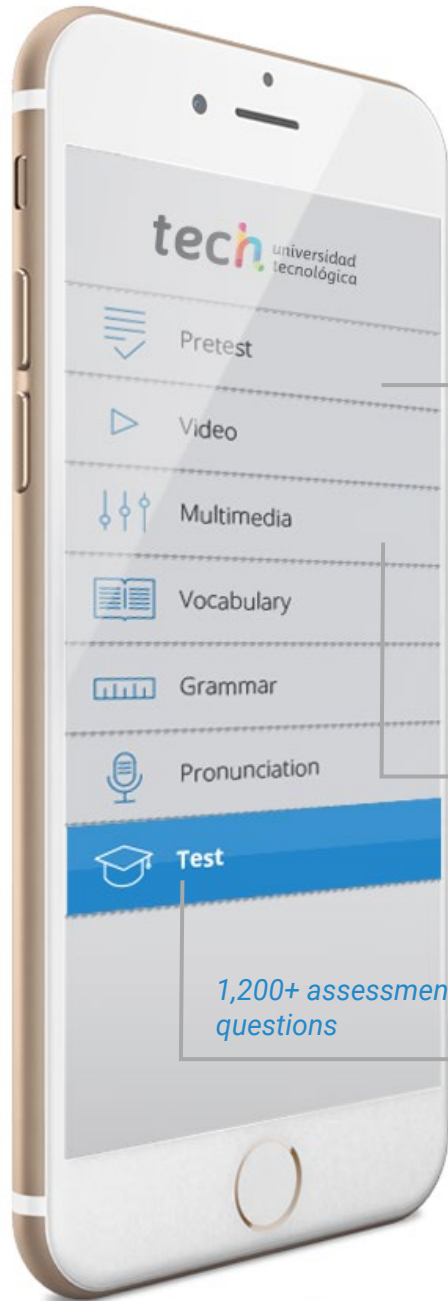 tech universidad
tecnológica
Pretest
Video
Multimedia
Vocabulary
Grammar
Pronunciation
Test
1,200+ assessmen
questions